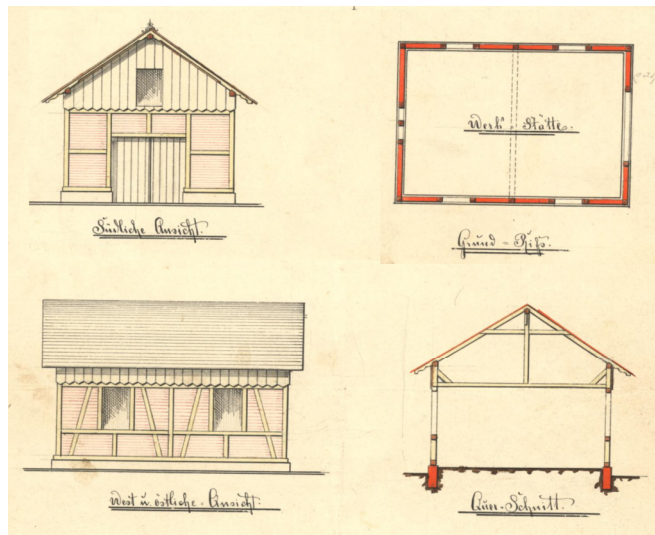 Südliche Ansicht.
Werk-Stätte.
Grund-Riß.
West u. östliche-Ansicht.
Quer-Schnitt.